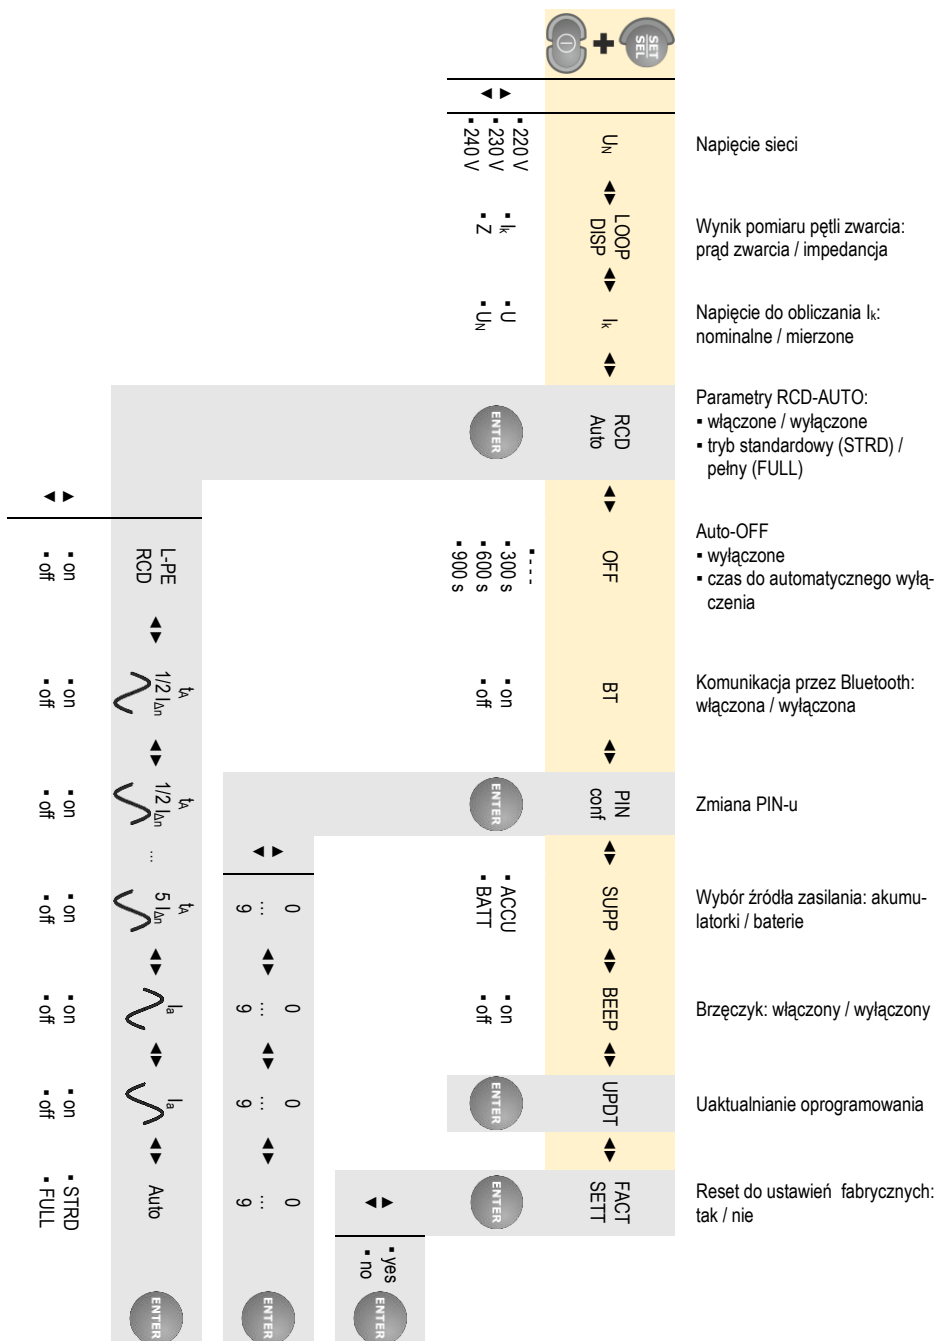 SET
SEL
UN
▪ 220 V
▪ 230 V
▪ 240 V
Napięcie sieci
LOOP
DISP
▪ Ik
▪ Z
Wynik pomiaru pętli zwarcia:
prąd zwarcia / impedancja
Ik
▪ U
▪ UN
Napięcie do obliczania Ik:
nominalne / mierzone
RCD
Auto
ENTER
Parametry RCD-AUTO:
▪ włączone / wyłączone
▪ tryb standardowy (STRD) /
pełny (FULL)
OFF
▪ - - -
▪ 300 s
▪ 600 s
▪ 900 s
Auto-OFF
▪ wyłączone
▪ czas do automatycznego wyłą-
czenia
BT
▪ on
▪ off
Komunikacja przez Bluetooth:
włączona / wyłączona
PIN
conf
ENTER
Zmiana PIN-u
SUPP
▪ ACCU
▪ BATT
Wybór źródła zasilania: akumu-
latorki / baterie
BEEP
▪ on
▪ off
Brzęczyk: włączony / wyłączony
UPDT
ENTER
Uaktualnianie oprogramowania
FACT
SETT
ENTER
Reset do ustawień fabrycznych:
tak / nie
▪ yes
▪ no
ENTER
0
...
9
0
...
9
0
...
9
0
...
9
ENTER
L-PE
RCD
▪ on
▪ off
tA
1/2 I∆n
▪ on
▪ off
tA
1/2 I∆n
▪ on
▪ off
...
tA
5 I∆n
▪ on
▪ off
Ia
▪ on
▪ off
Ia
▪ on
▪ off
Auto
▪ STRD
▪ FULL
ENTER